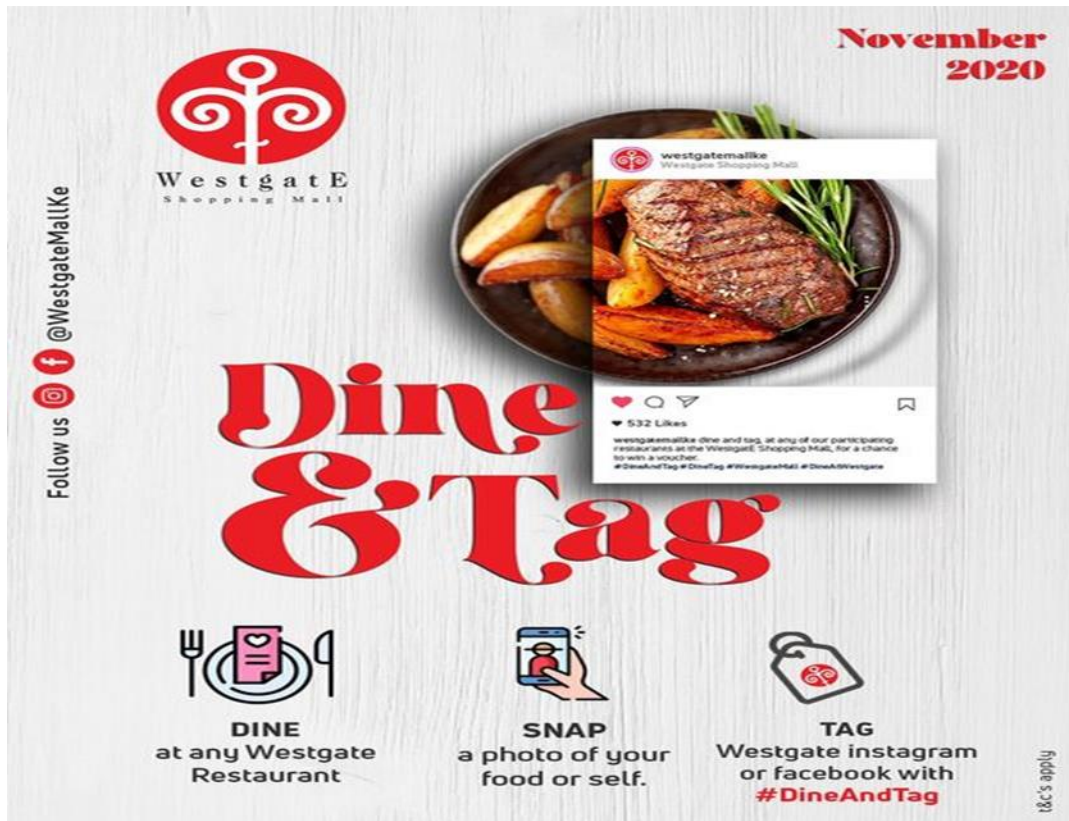 November
2020
WestgatE
Shopping Mall
Follow us @WestgateMallKe
westgatemallke
Westgate Shopping Mall
532 Likes
westgatemallke dine and tag, at any of our participating
restaurants at the WestgatE Shopping Mall, for a chance
to win a voucher.
#DineAndTag #DineTag #WestgateMall #DineAtWestgate
Dine
&Tag
DINE
at any Westgate
Restaurant
SNAP
a photo of your
food or self.
TAG
Westgate instagram
or facebook with
#DineAndTag
t&c's apply